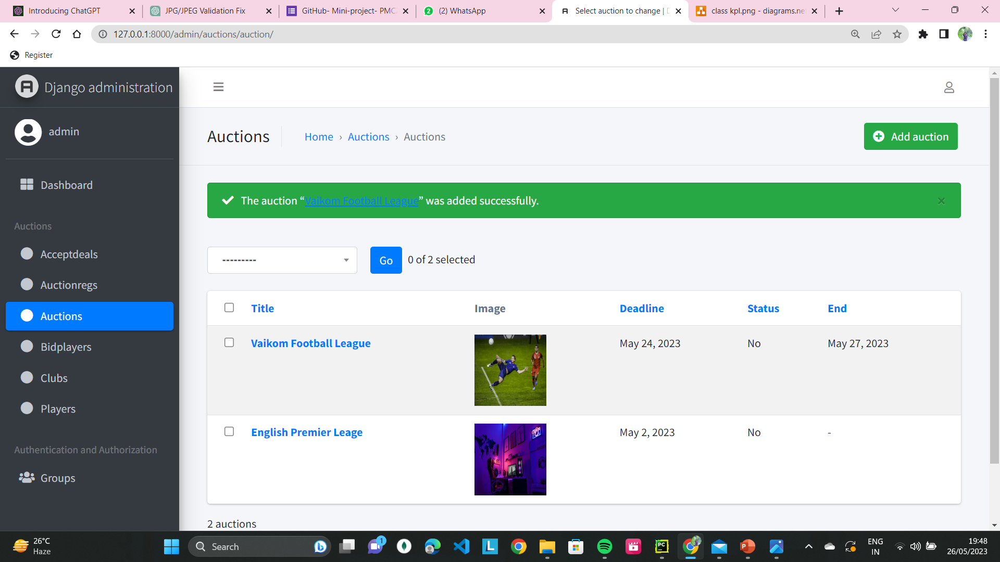 Introducing ChatGPT
JPG/JPEG Validation Fix
GitHub- Mini-project- PMC
(2) WhatsApp
Select auction to change |
class kpl.png - diagrams.ne
127.0.0.1:8000/admin/auctions/auction/
Register
Django administration
admin
Dashboard
Auctions
Acceptdeals
Auctionregs
Auctions
Bidplayers
Clubs
Players
Authentication and Authorization
Groups
Auctions
Home › Auctions › Auctions
Add auction
The auction “Vaikom Football League” was added successfully.
×
---------
Go
0 of 2 selected
Title Image Deadline Status End
Vaikom Football League May 24, 2023 No May 27, 2023
English Premier Leage May 2, 2023 No -
2 auctions
26°C
Haze
Search
1
ENG
IN
19:48
26/05/2023